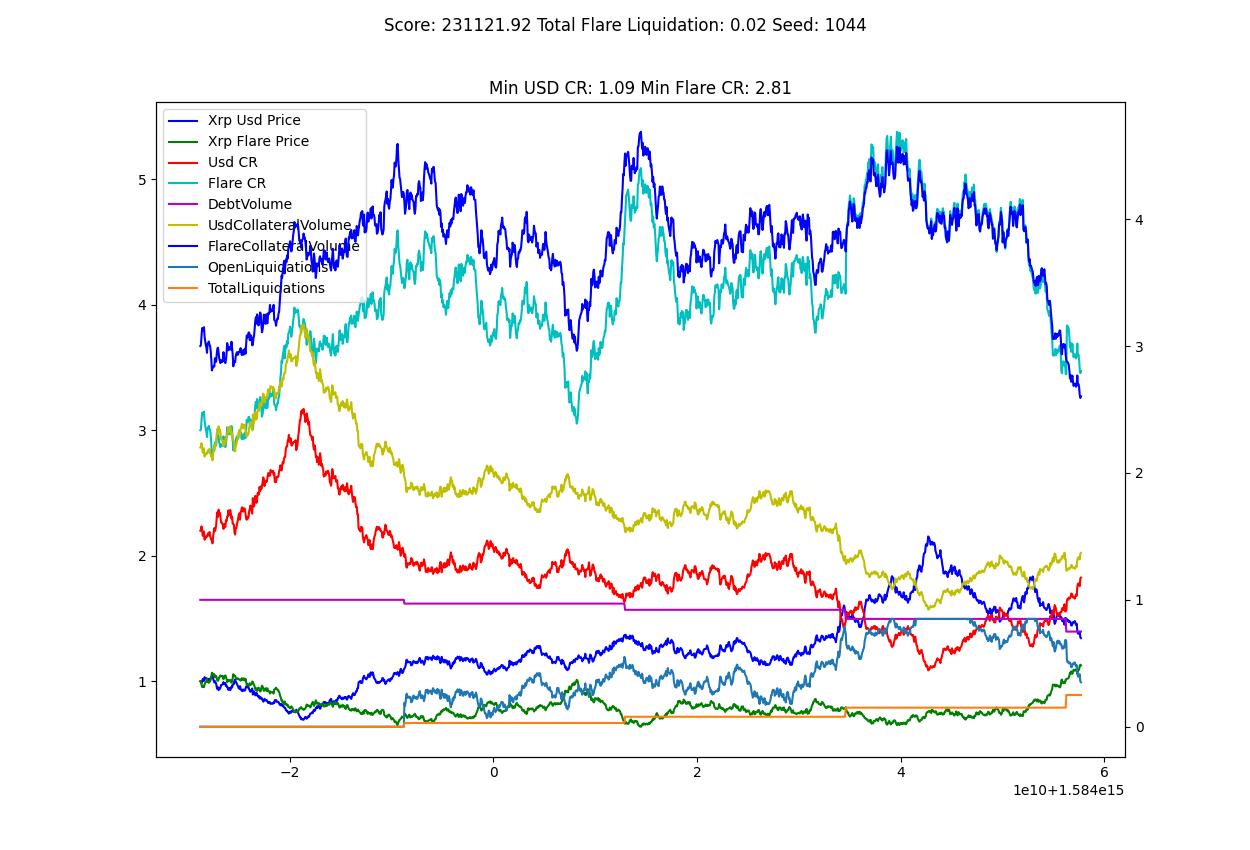 Score: 231121.92 Total Flare Liquidation: 0.02 Seed: 1044
Min USD CR: 1.09 Min Flare CR: 2.81
Xrp Usd Price
Xrp Flare Price
Usd CR
Flare CR
DebtVolume
UsdCollateralVolume
FlareCollateralVolume
OpenLiquidations
TotalLiquidations
5
4
3
2
1
4
3
2
1
0
−2
0
2
4
6
1e10+1.584e15